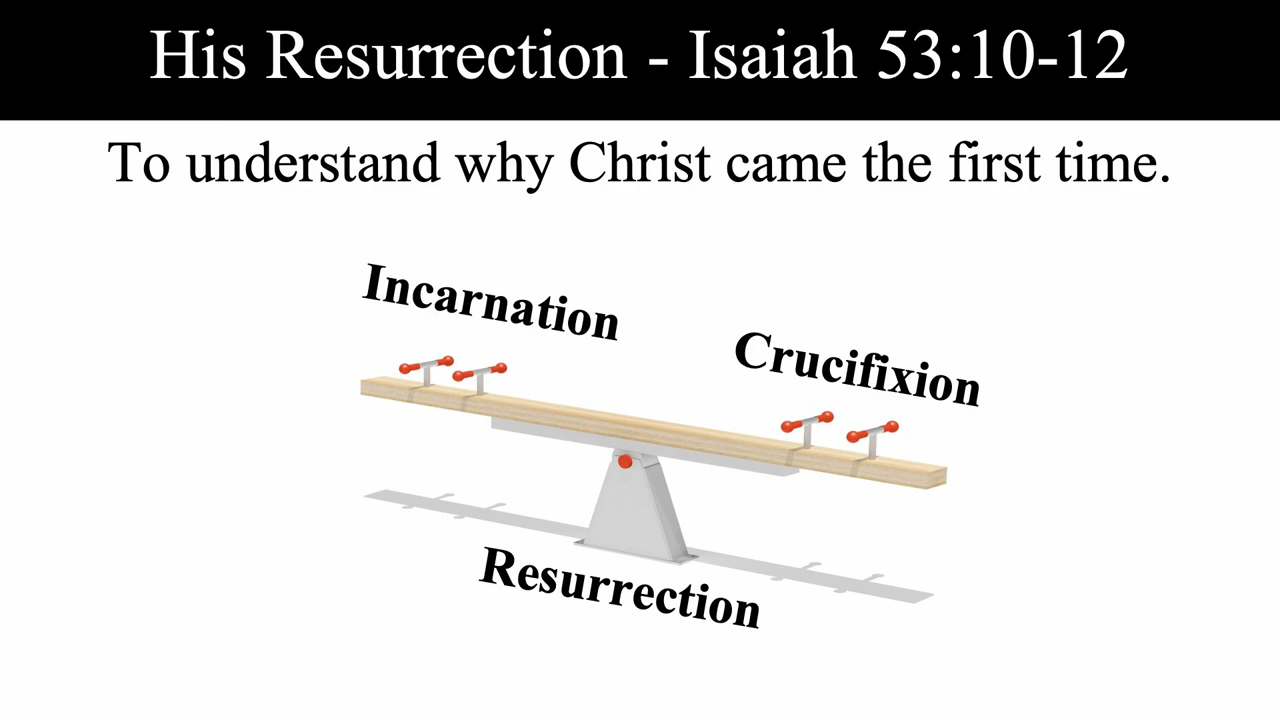 His Resurrection - Isaiah 53:10-12
To understand why Christ came the first time.
Incarnation
Crucifixion
Resurrection